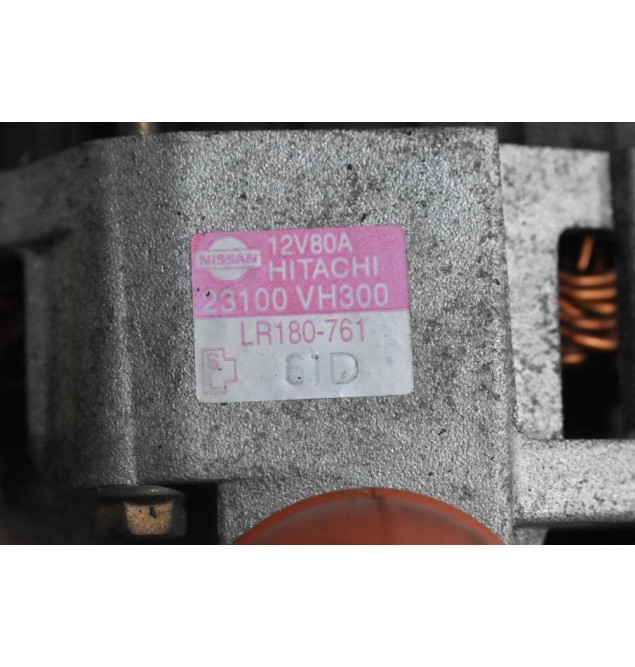 NISSAN
12V80A
HITACHI
23100 VH300
LR180-761
S
61D